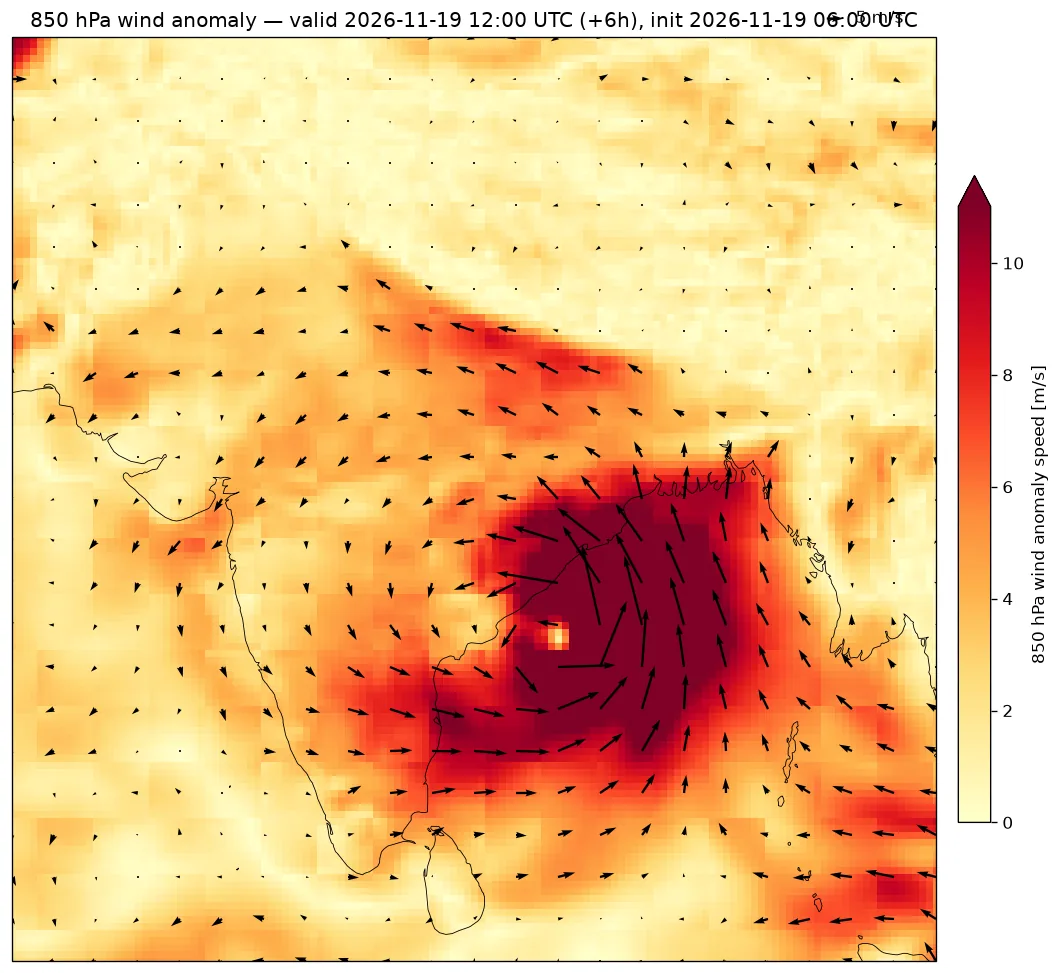 850 hPa wind anomaly — valid 2026-11-19 12:00 UTC (+6h), init 2026-11-19 06:00 UTC
5 m/s
10
8
6
4
2
0
850 hPa wind anomaly speed [m/s]